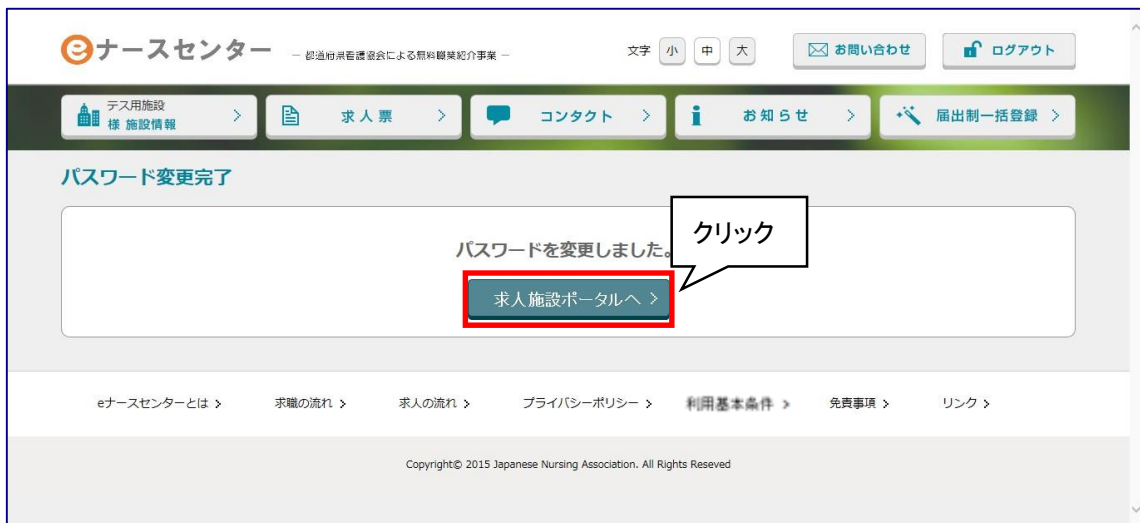 eナースセンター
― 都道府県看護協会による無料職業紹介事業 ―
文字 小 中 大
お問い合わせ
ログアウト
テス用施設
様 施設情報
求人票
コンタクト
お知らせ
届出制一括登録
パスワード変更完了
クリック
パスワードを変更しました。
求人施設ポータルへ
eナースセンターとは
求職の流れ
求人の流れ
プライバシーポリシー
利用基本条件
免責事項
リンク
Copyright© 2015 Japanese Nursing Association. All Rights Reseved